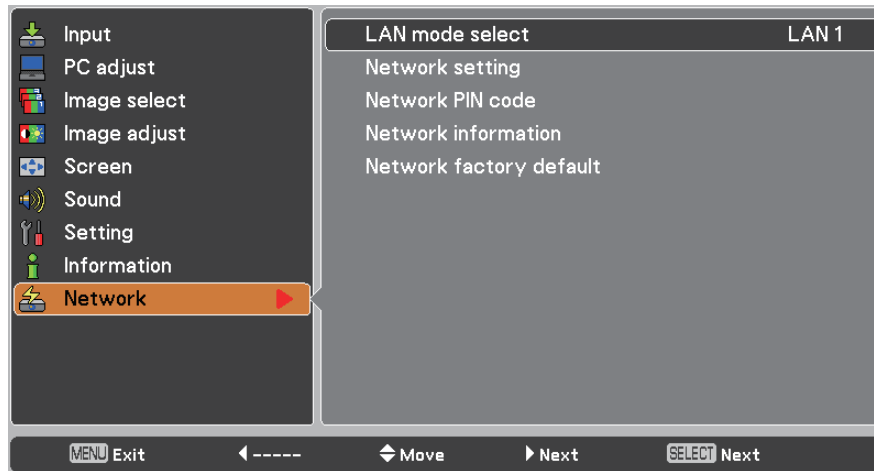 Input
PC adjust
Image select
Image adjust
Screen
Sound
Setting
Information
Network
LAN mode select LAN 1
Network setting
Network PIN code
Network information
Network factory default
MENU Exit ----- Move Next SELECT Next